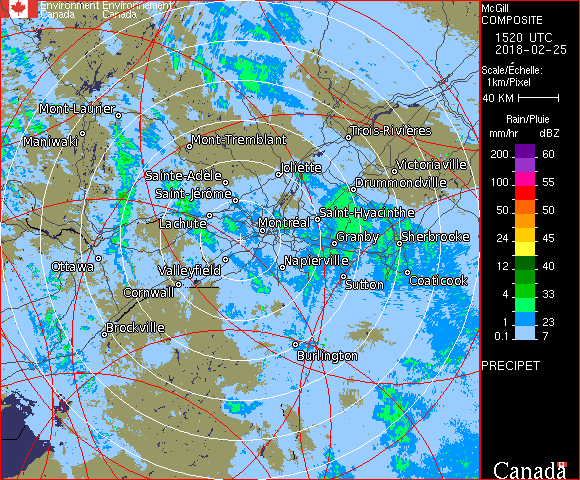 Environment Environnement
Canada Canada
McGill
COMPOSITE
1520 UTC
2018-02-25
Scale/Échelle:
1km/Pixel
40 KM
Rain/Pluie
mm/hr dBZ
200 60
100 55
50 50
24 45
12 40
4 33
1 23
0.1 7
PRECIPET
Canada
Mont-Laurier
Maniwaki
Mont-Tremblant
Trois-Rivières
Joliette
Victoriaville
Sainte-Adèle
Drummondville
Saint-Jérôme
Lachute
Montréal
Saint-Hyacinthe
Granby
Sherbrooke
Ottawa
Valleyfield
Napierville
Cornwall
Sutton
Coaticook
Brockville
Burlington